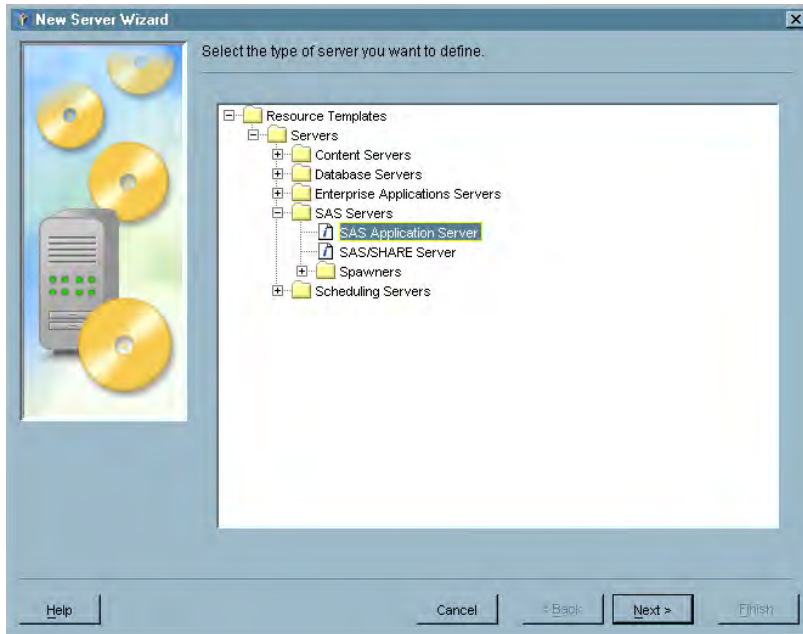 New Server Wizard
Select the type of server you want to define.
Resource Templates
Servers
Content Servers
Database Servers
Enterprise Applications Servers
SAS Servers
SAS Application Server
SAS/SHARE Server
Spawners
Scheduling Servers
Help Cancel < Back Next > Finish